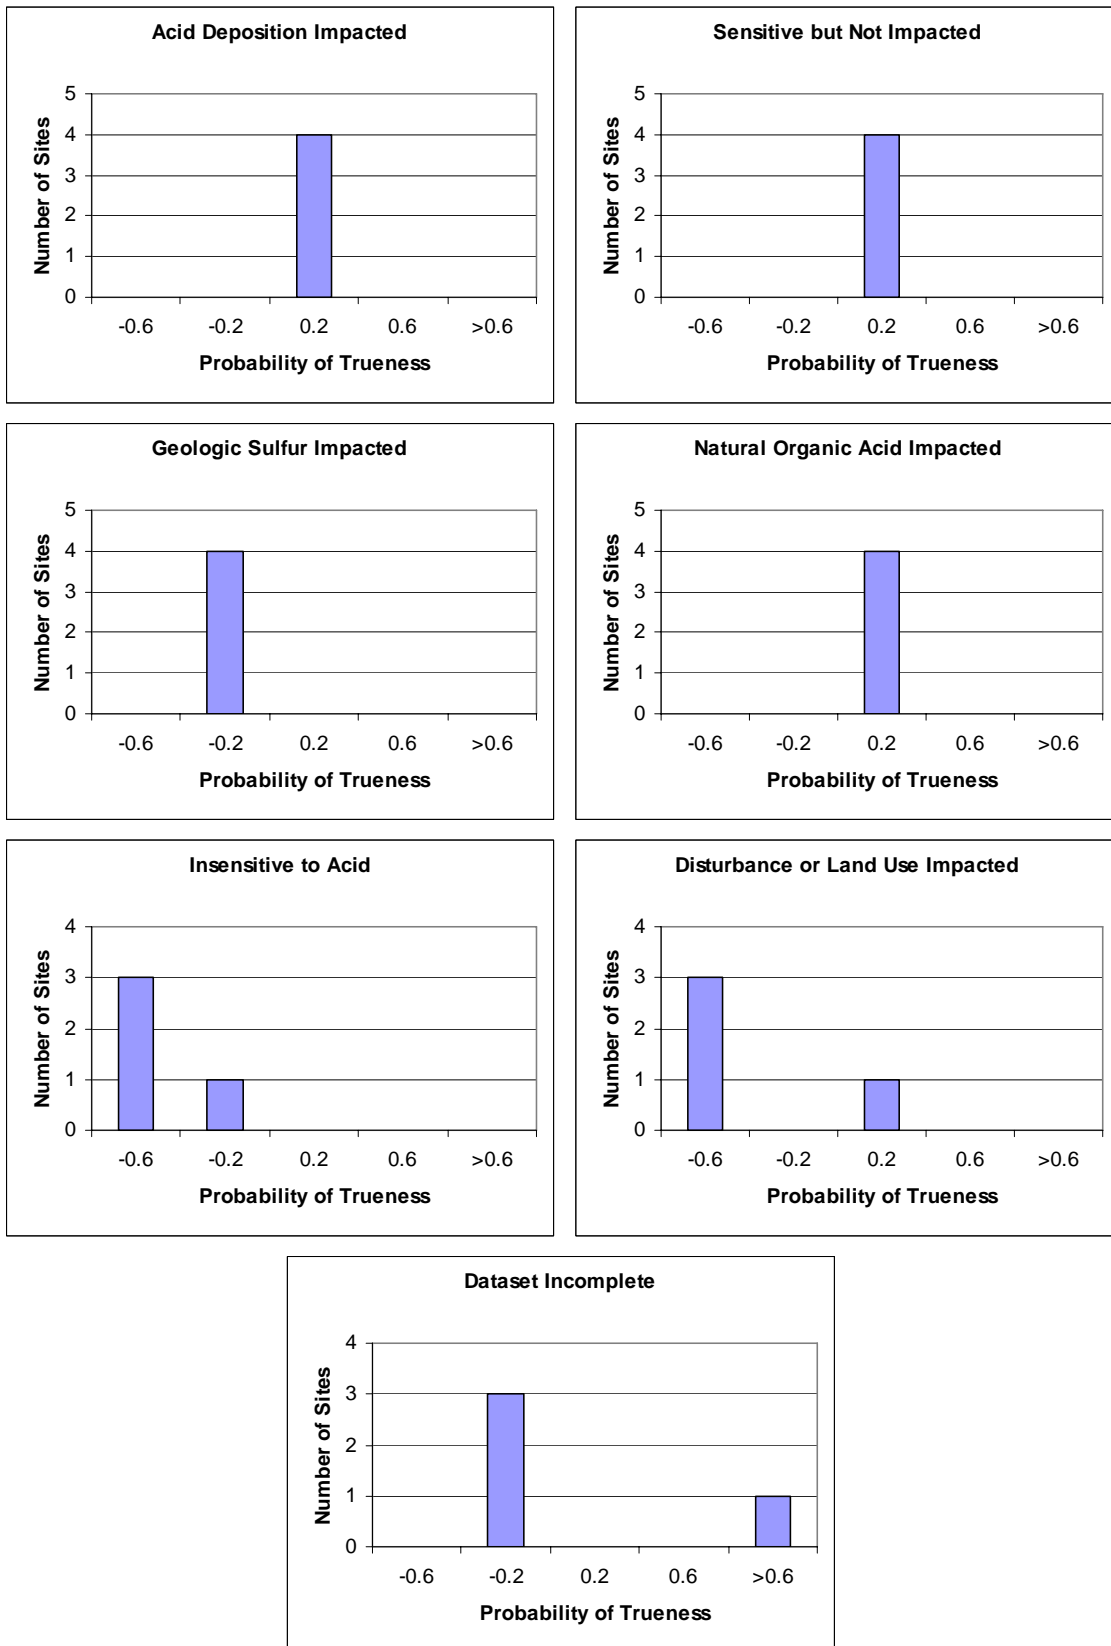 Acid Deposition Impacted
5
4
3
2
1
0
Number of Sites
-0.6 -0.2 0.2 0.6 >0.6
Probability of Trueness
Sensitive but Not Impacted
5
4
3
2
1
0
Number of Sites
-0.6 -0.2 0.2 0.6 >0.6
Probability of Trueness
Geologic Sulfur Impacted
5
4
3
2
1
0
Number of Sites
-0.6 -0.2 0.2 0.6 >0.6
Probability of Trueness
Natural Organic Acid Impacted
5
4
3
2
1
0
Number of Sites
-0.6 -0.2 0.2 0.6 >0.6
Probability of Trueness
Insensitive to Acid
4
3
2
1
0
Number of Sites
-0.6 -0.2 0.2 0.6 >0.6
Probability of Trueness
Disturbance or Land Use Impacted
4
3
2
1
0
Number of Sites
-0.6 -0.2 0.2 0.6 >0.6
Probability of Trueness
Dataset Incomplete
4
3
2
1
0
Number of Sites
-0.6 -0.2 0.2 0.6 >0.6
Probability of Trueness